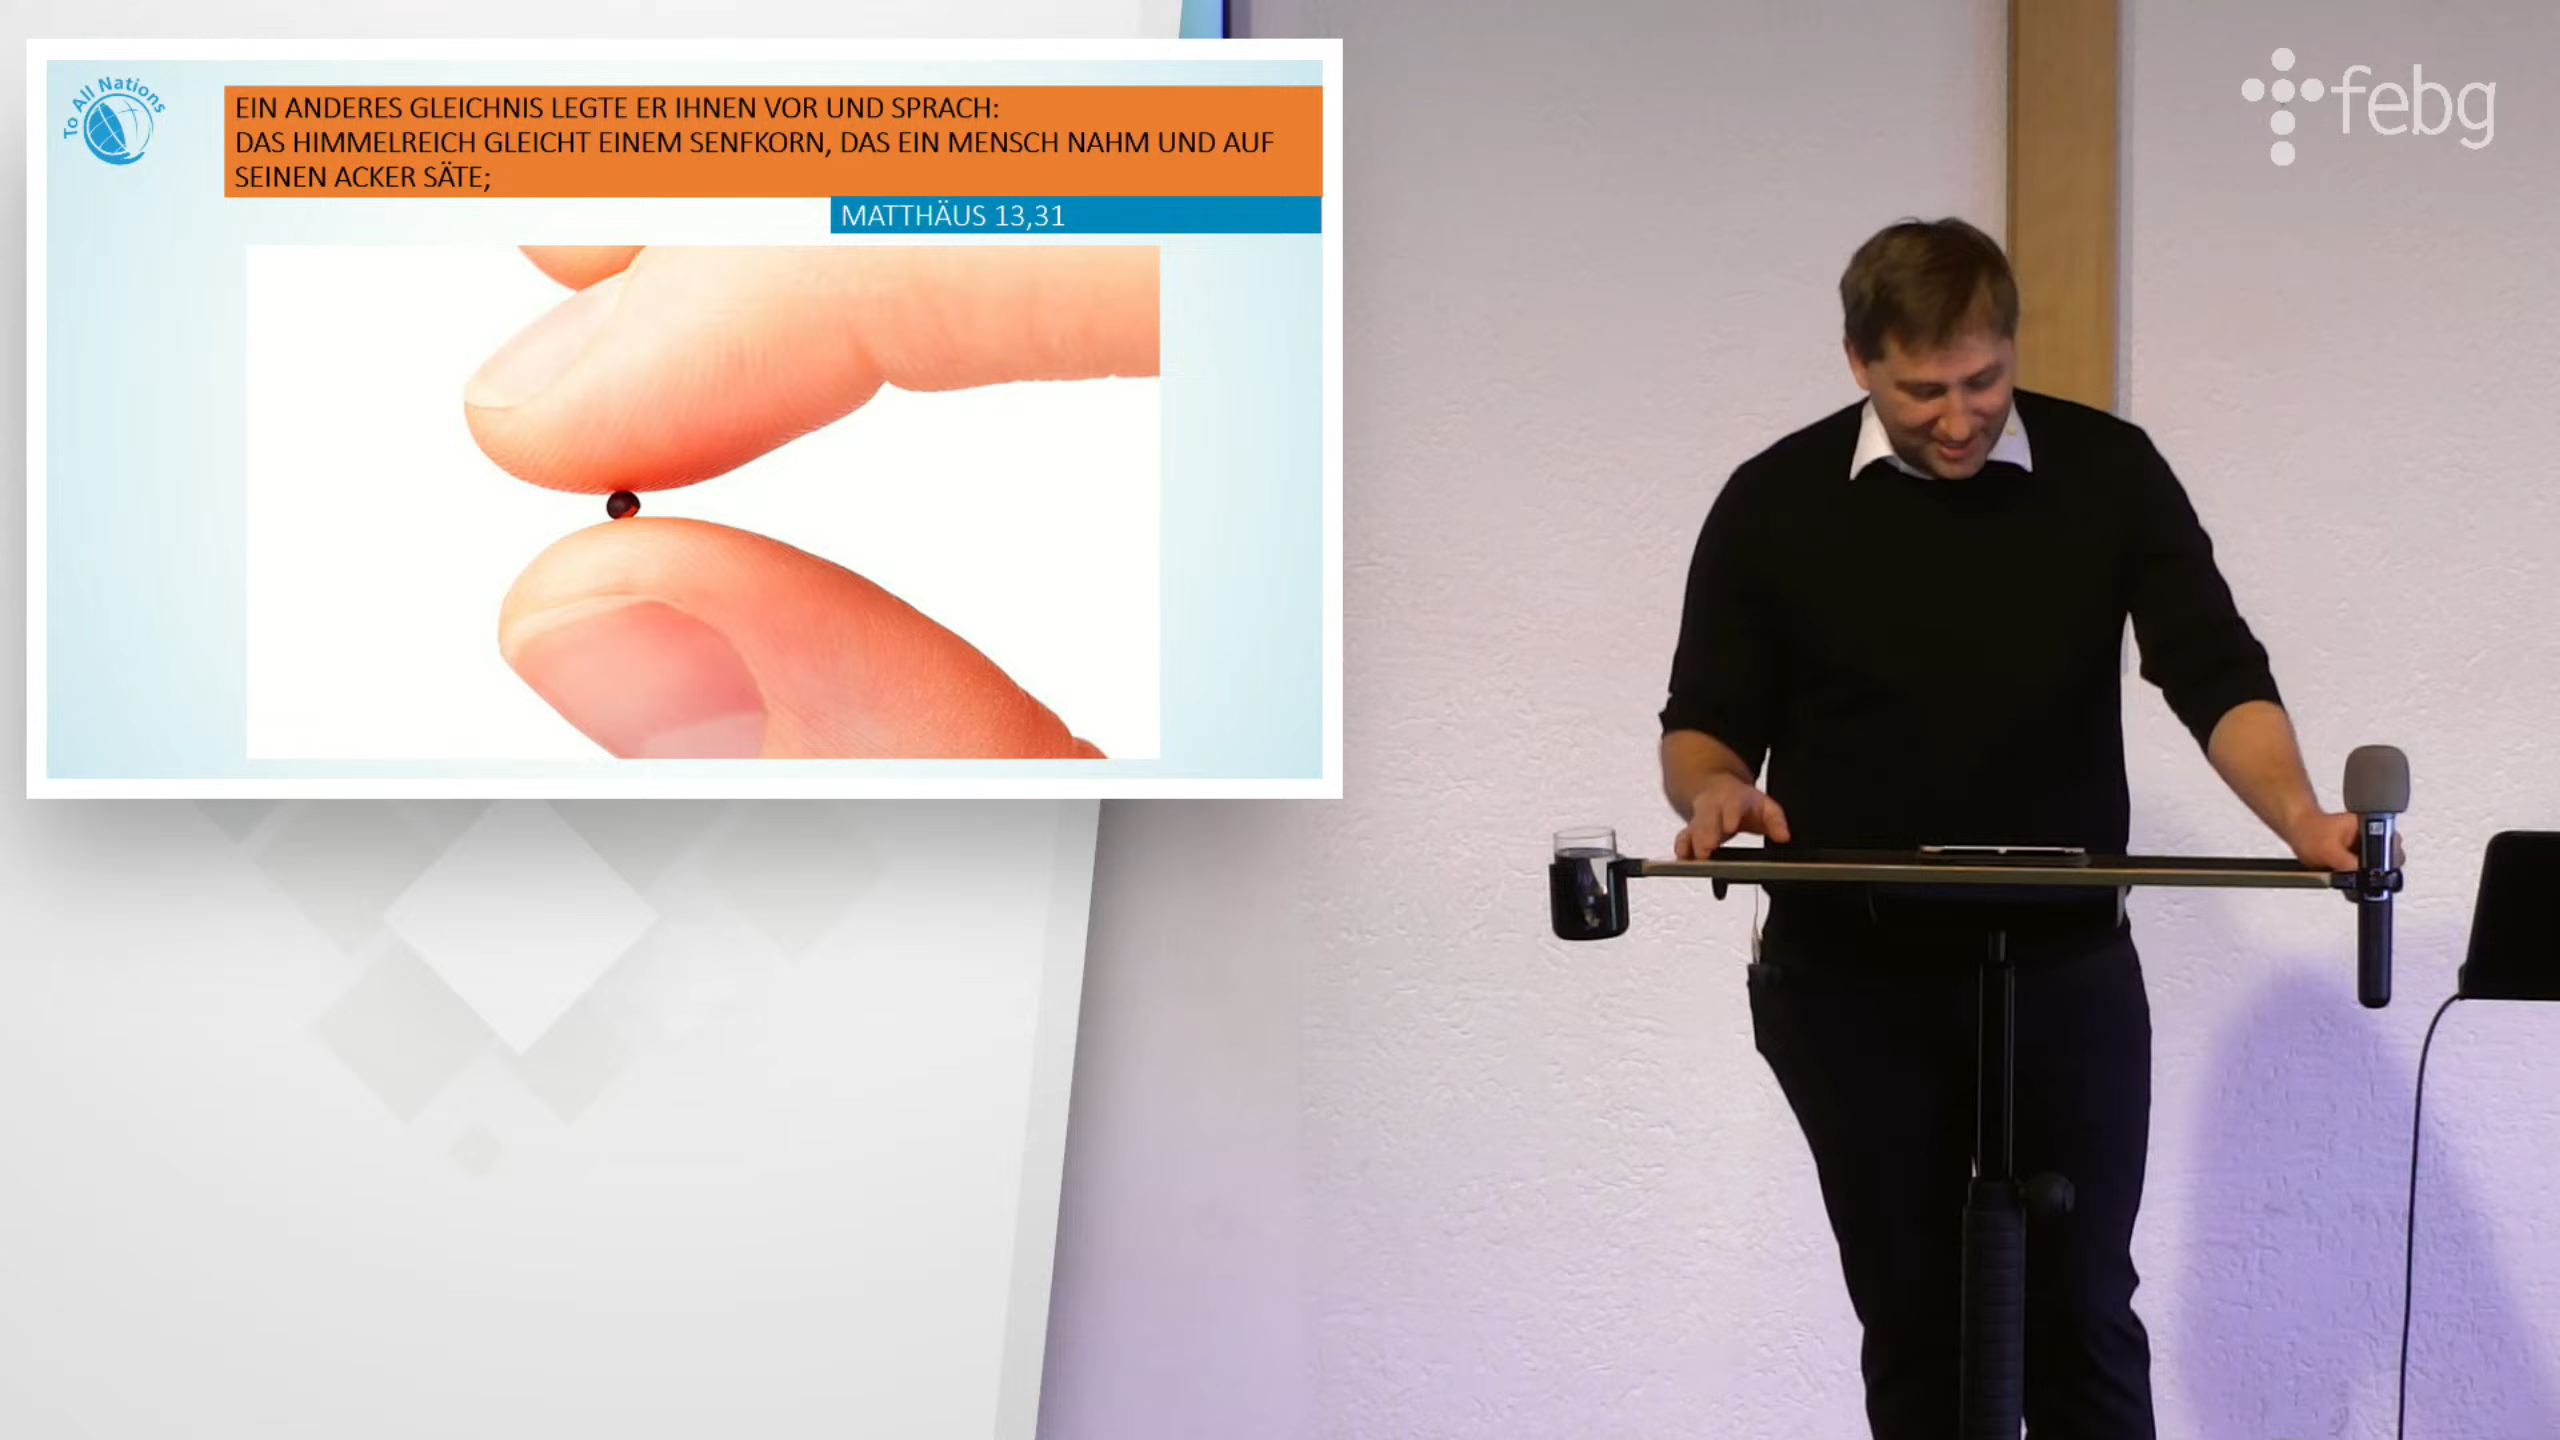 To All Nations
EIN ANDERES GLEICHNIS LEGTE ER IHNEN VOR UND SPRACH:
DAS HIMMELREICH GLEICHT EINEM SENFKORN, DAS EIN MENSCH NAHM UND AUF
SEINEN ACKER SÄTE;
MATTHÄUS 13,31
febg